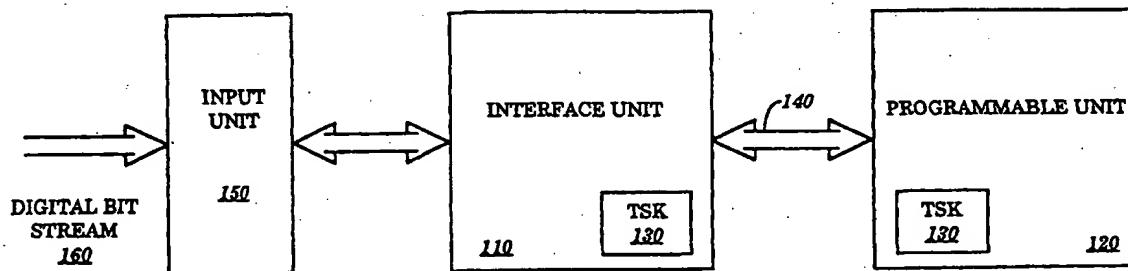 INPUT
UNIT
150
DIGITAL BIT
STREAM
160
INTERFACE UNIT
TSK
130
110
140
PROGRAMMABLE UNIT
TSK
130
120